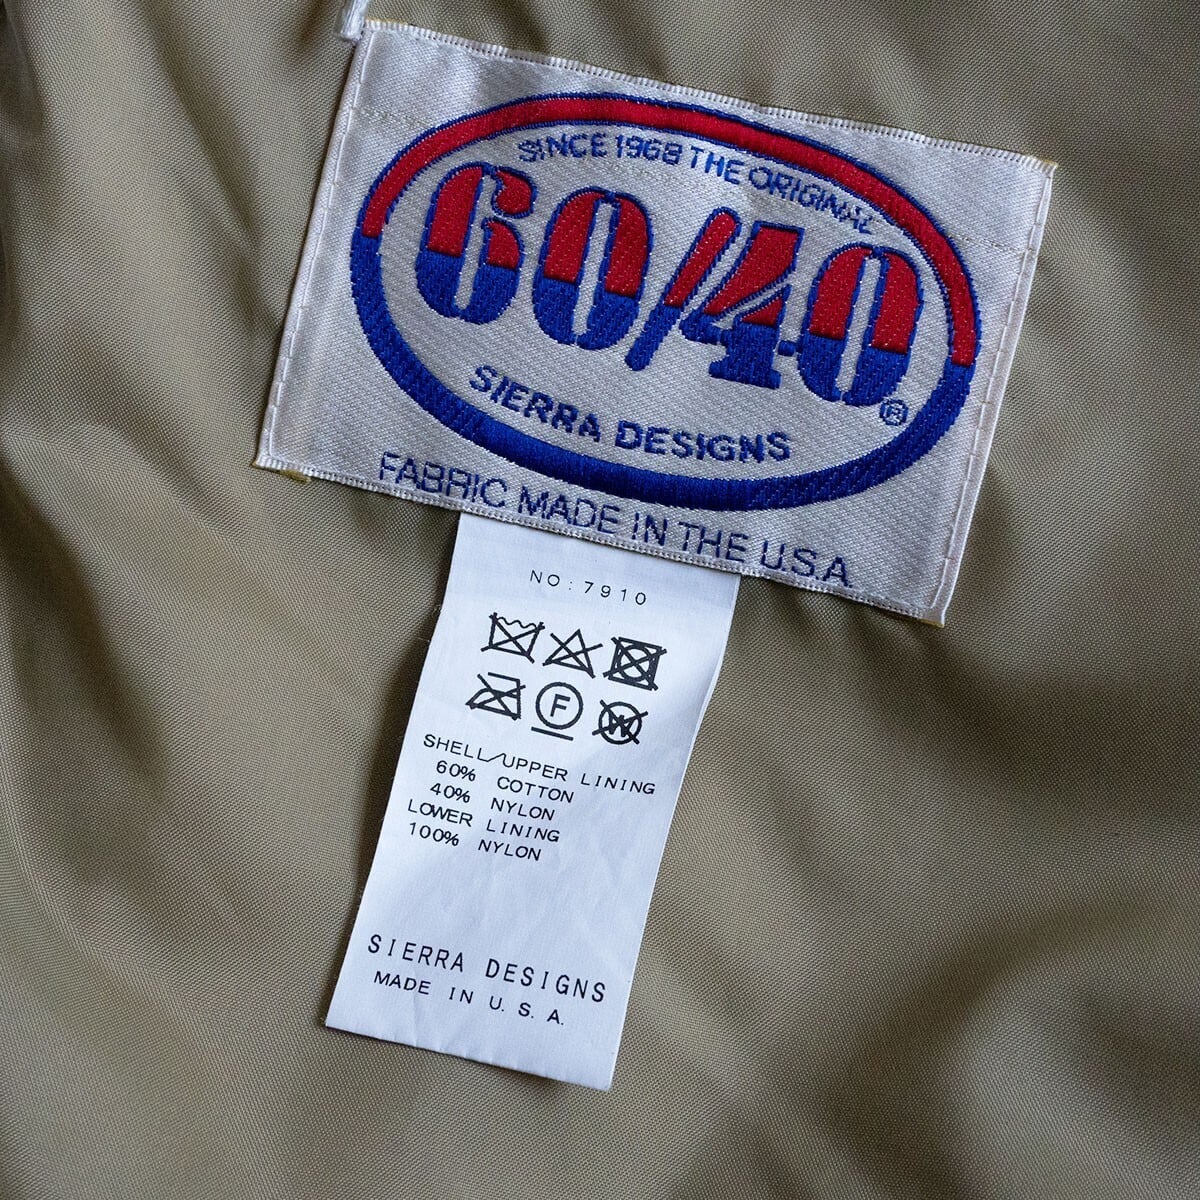 SINCE 1968 THE ORIGINAL
60/40
®
SIERRA DESIGNS
FABRIC MADE IN THE U.S.A.
NO:7910
F
W
SHELL/UPPER LINING
60% COTTON
40% NYLON
LOWER LINING
100% NYLON
SIERRA DESIGNS
MADE IN U.S.A.